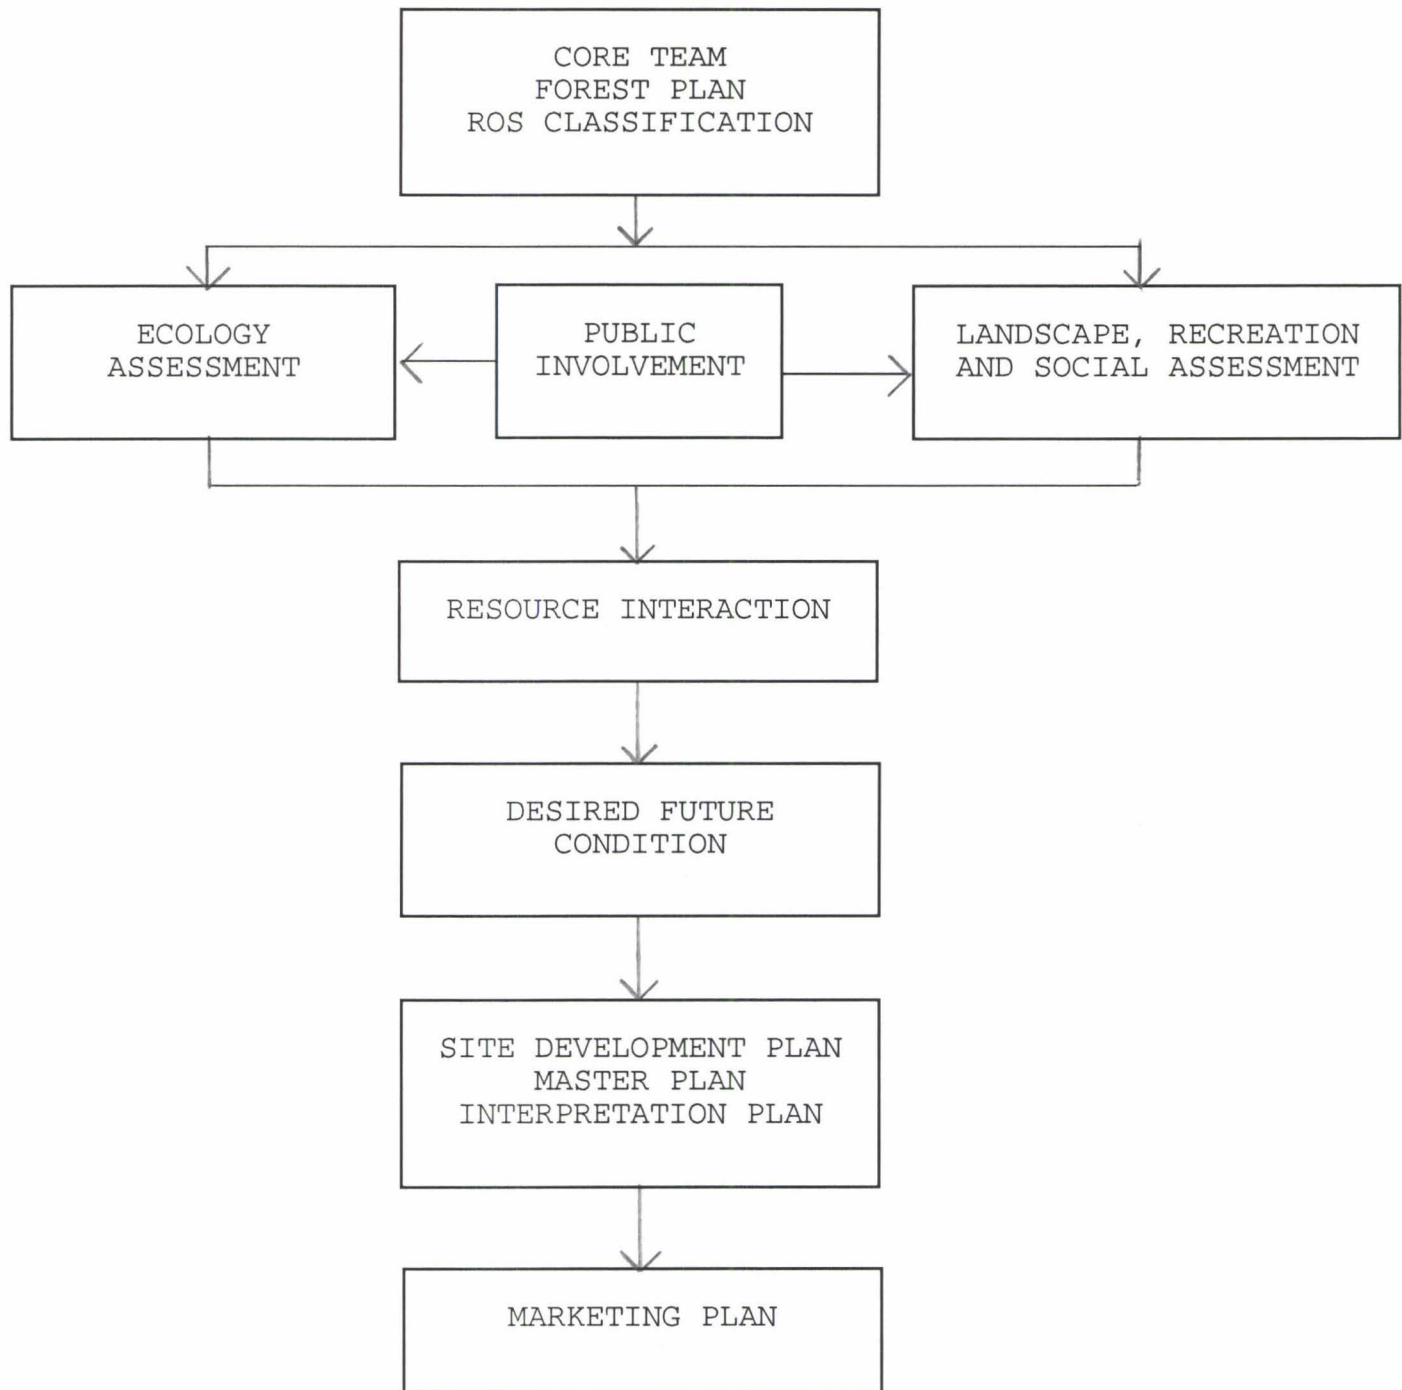 CORE TEAM
FOREST PLAN
ROS CLASSIFICATION
ECOLOGY
ASSESSMENT
PUBLIC
INVOLVEMENT
LANDSCAPE, RECREATION
AND SOCIAL ASSESSMENT
RESOURCE INTERACTION
DESIRED FUTURE
CONDITION
SITE DEVELOPMENT PLAN
MASTER PLAN
INTERPRETATION PLAN
MARKETING PLAN